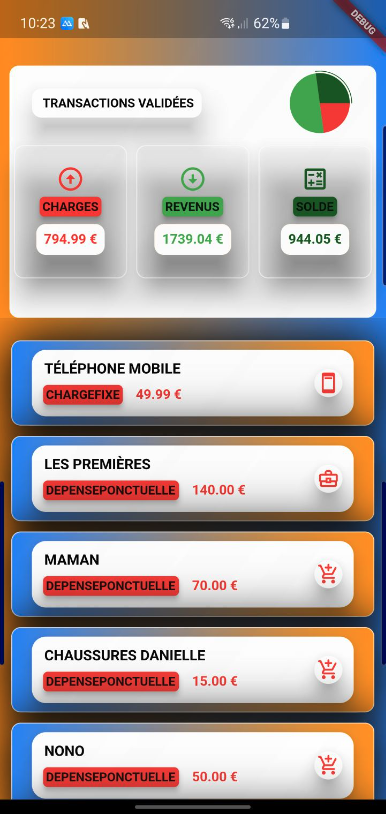 10:23 62%
DEBUG
TRANSACTIONS VALIDÉES
CHARGES REVENUS SOLDE
794.99 € 1739.04 € 944.05 €
TÉLÉPHONE MOBILE
CHARGEFIXE 49.99 €
LES PREMIÈRES
DEPENSEPONCTUELLE 140.00 €
MAMAN
DEPENSEPONCTUELLE 70.00 €
CHAUSSURES DANIELLE
DEPENSEPONCTUELLE 15.00 €
NONO
DEPENSEPONCTUELLE 50.00 €